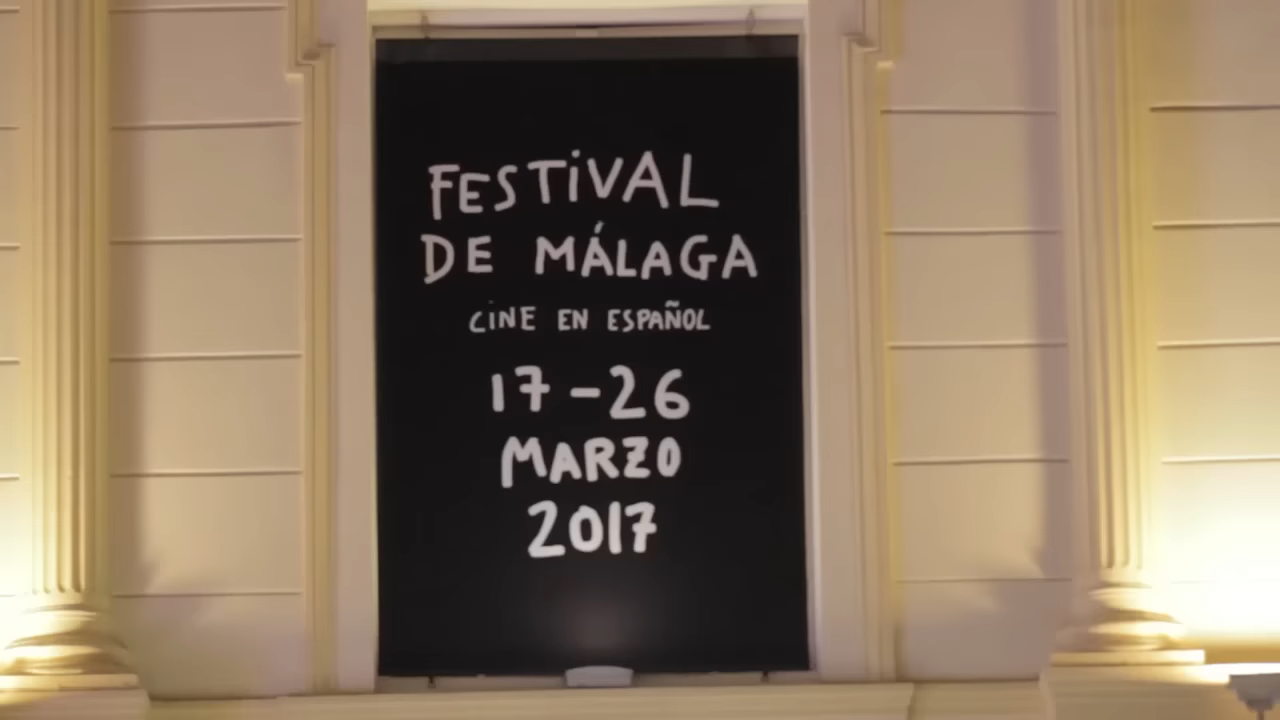 FESTiVAL
DE MÁLAGA
CiNE EN ESPAÑOL
17-26
MARZO
2017